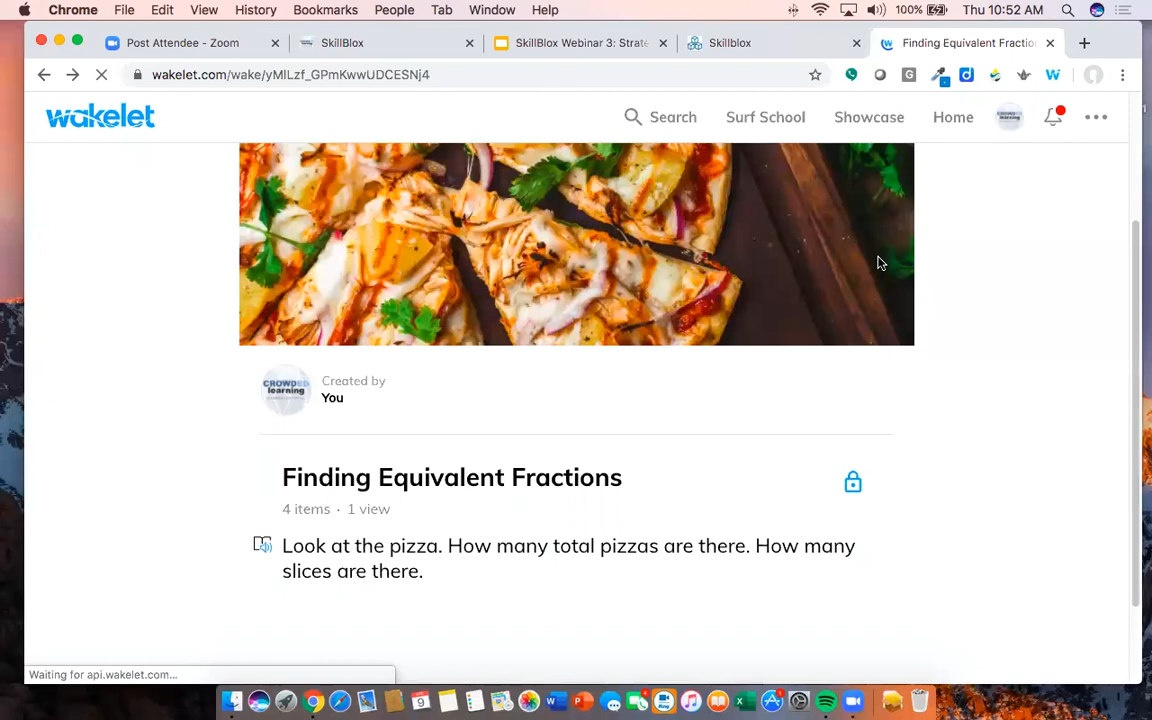 Chrome File Edit View History Bookmarks People Tab Window Help 100% Thu 10:52 AM
Post Attendee - Zoom SkillBlox SkillBlox Webinar 3: Strate Skillblox Finding Equivalent Fractio
wakelet.com/wake/yMlLzf_GPmKwwUDCESNj4
wakelet Search Surf School Showcase Home
Created by
CROWDED
learning
You
Finding Equivalent Fractions
4 items · 1 view
Look at the pizza. How many total pizzas are there. How many
slices are there.
Waiting for api.wakelet.com...